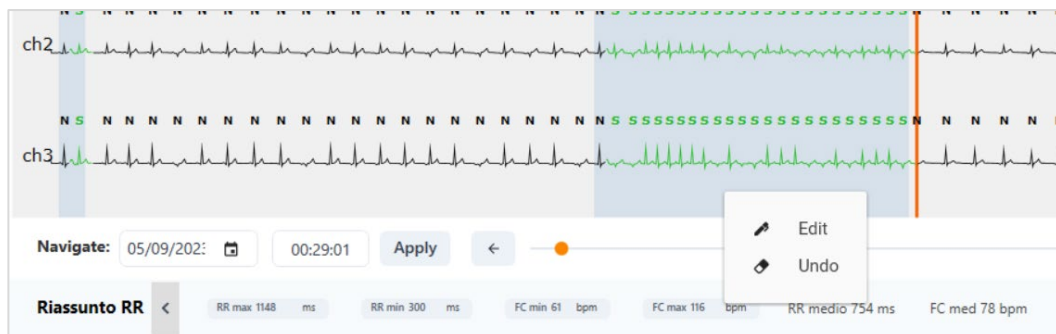 N S N N N N N N N N N N N N N N N N N N N N N S S S S S S S S S S S S S S S S S S S S S S S N N N N N
ch2
N S N N N N N N N N N N N N N N N N N N N N N S S S S S S S S S S S S S S S S S S S S S S S N N N N N
ch3
Edit
Undo
Navigate: 05/09/202 00:29:01 Apply
Riassunto RR RR max 1148 ms RR min 300 ms FC min 61 bpm FC max 116 bpm RR medio 754 ms FC med 78 bpm